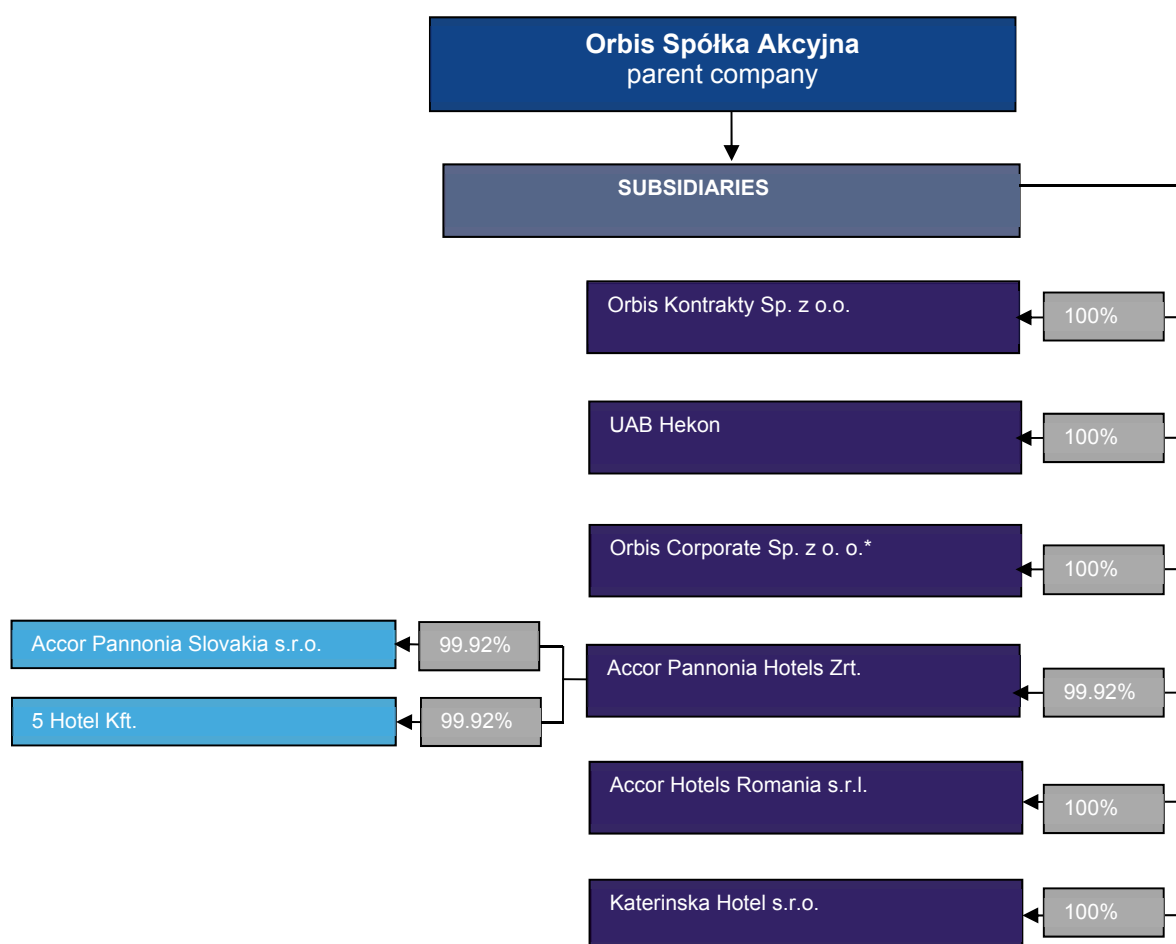 Orbis Spółka Akcyjna
parent company
SUBSIDIARIES
Orbis Kontrakty Sp. z o.o.
100%
UAB Hekon
100%
Orbis Corporate Sp. z o. o.*
100%
Accor Pannonia Slovakia s.r.o.
99.92%
Accor Pannonia Hotels Zrt.
99.92%
5 Hotel Kft.
99.92%
Accor Hotels Romania s.r.l.
100%
Katerinska Hotel s.r.o.
100%